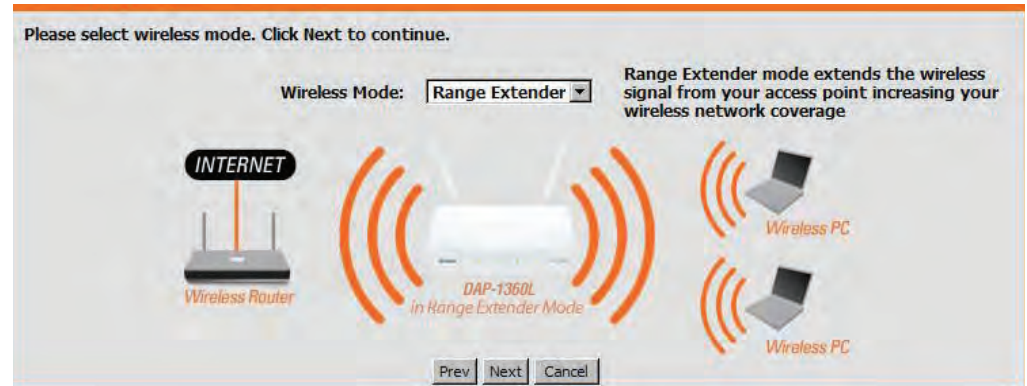 Please select wireless mode. Click Next to continue.
Wireless Mode:
Range Extender
Range Extender mode extends the wireless
signal from your access point increasing your
wireless network coverage
INTERNET
Wireless Router
DAP-1360L
in Range Extender Mode
Wireless PC
Wireless PC
Prev Next Cancel